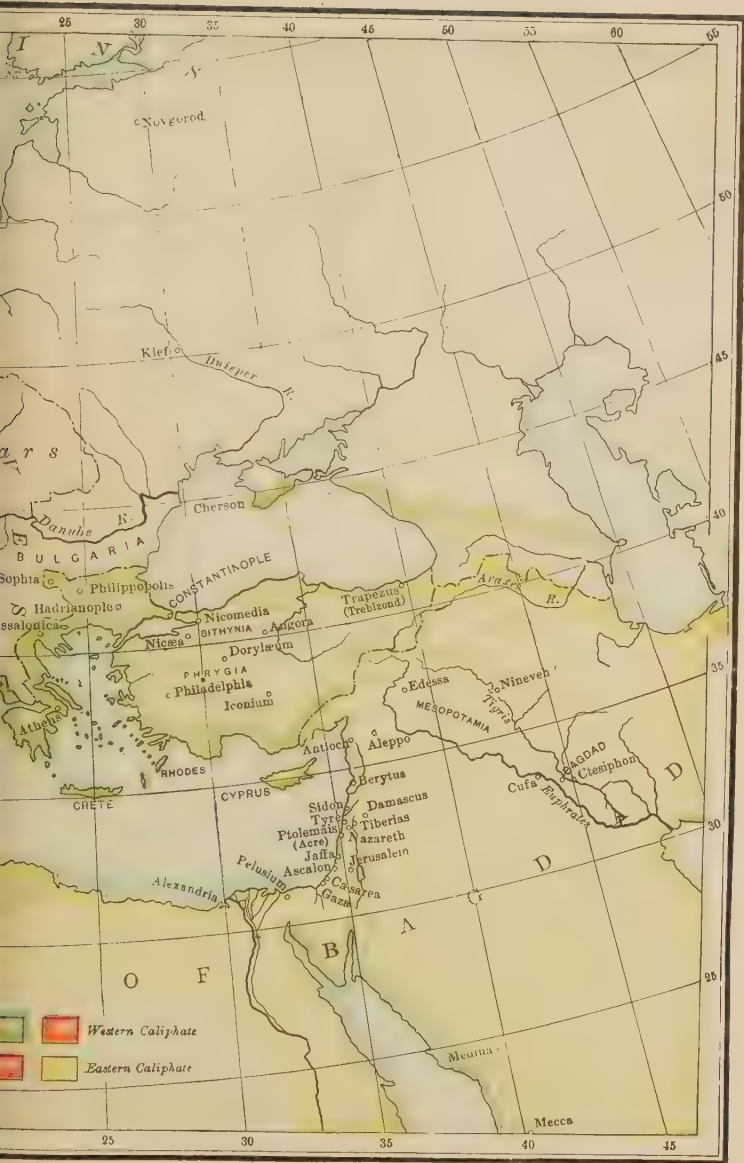 25 30 35 40 45 50 60 55
I N
Novgorod
50
Kief
Dnieper R.
45
ars
Cherson
40
Danube R.
BULGARIA
CONSTANTINOPLE
Sophia
Philippopolis
Araxes R.
Trapezus
(Trebizond)
Hadrianople
ssalonica
Nicomedia
Nicæa
BITHYNIA
Angora
Dorylæum
35
PHRYGIA
Philadelphia
Iconium
Edessa
Nineveh
Tigris
MESOPOTAMIA
Athens
Antioch
Aleppo
BAGDAD
Ctesiphon
RHODES
CYPRUS
CRETE
Berytus
Cufa
Euphrates
Sidon
Damascus
Tyre
Tiberias
Ptolemais
(Acre)
Nazareth
30
Jaffa
Jerusalem
Ascalon
Pelusium
Cæsarea
Gaza
Alexandria
O F B A G D A D
25
Western Caliphate
Eastern Caliphate
Medina
Mecca
25 30 35 40 45